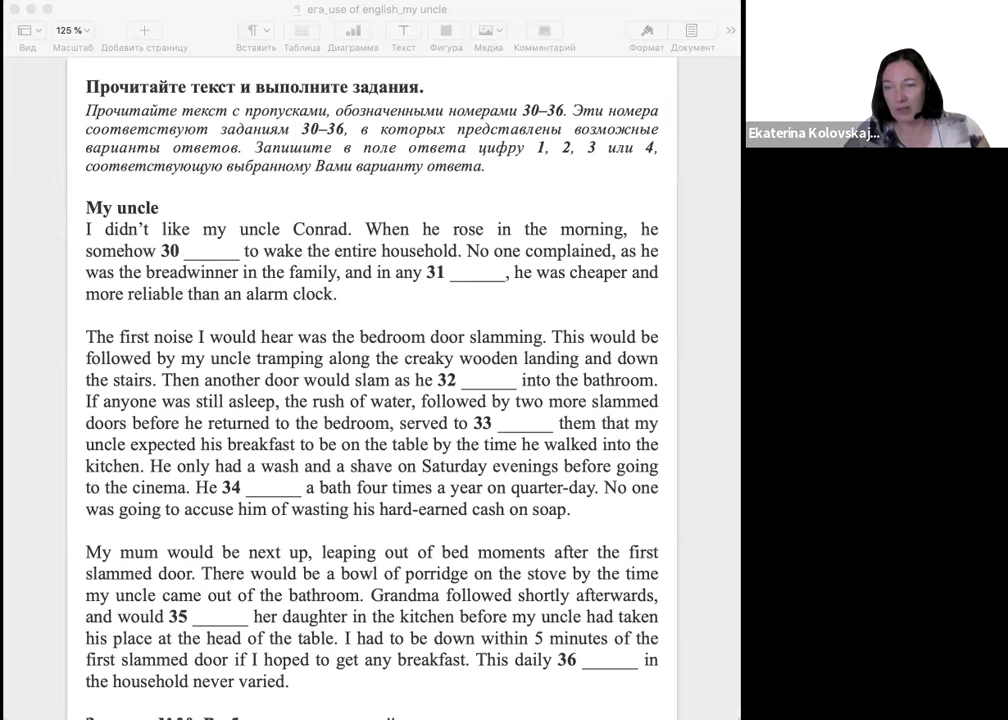 егэ_use of english_my uncle
125 %
Вид Масштаб Добавить страницу Вставить Таблица Диаграмма Текст Фигура Медиа Комментарий Формат Документ
Ekaterina Kolovskaj...
Прочитайте текст и выполните задания.
Прочитайте текст с пропусками, обозначенными номерами 30–36. Эти номера
соответствуют заданиям 30–36, в которых представлены возможные
варианты ответов. Запишите в поле ответа цифру 1, 2, 3 или 4,
соответствующую выбранному Вами варианту ответа.
My uncle
I didn’t like my uncle Conrad. When he rose in the morning, he
somehow 30 ______ to wake the entire household. No one complained, as he
was the breadwinner in the family, and in any 31 ______, he was cheaper and
more reliable than an alarm clock.
The first noise I would hear was the bedroom door slamming. This would be
followed by my uncle tramping along the creaky wooden landing and down
the stairs. Then another door would slam as he 32 ______ into the bathroom.
If anyone was still asleep, the rush of water, followed by two more slammed
doors before he returned to the bedroom, served to 33 ______ them that my
uncle expected his breakfast to be on the table by the time he walked into the
kitchen. He only had a wash and a shave on Saturday evenings before going
to the cinema. He 34 ______ a bath four times a year on quarter-day. No one
was going to accuse him of wasting his hard-earned cash on soap.
My mum would be next up, leaping out of bed moments after the first
slammed door. There would be a bowl of porridge on the stove by the time
my uncle came out of the bathroom. Grandma followed shortly afterwards,
and would 35 ______ her daughter in the kitchen before my uncle had taken
his place at the head of the table. I had to be down within 5 minutes of the
first slammed door if I hoped to get any breakfast. This daily 36 ______ in
the household never varied.